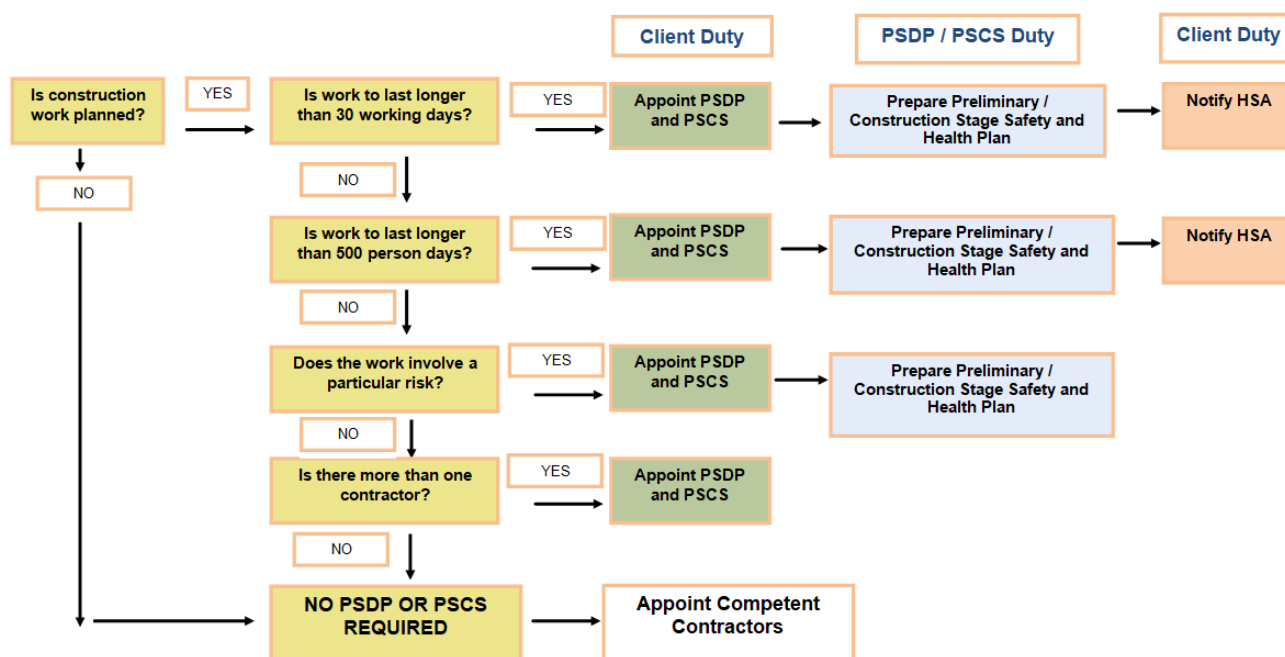 Client Duty
PSDP / PSCS Duty
Client Duty
Is construction
work planned?
YES
Is work to last longer
than 30 working days?
YES
Appoint PSDP
and PSCS
Prepare Preliminary /
Construction Stage Safety and
Health Plan
Notify HSA
NO
NO
Is work to last longer
than 500 person days?
YES
Appoint PSDP
and PSCS
Prepare Preliminary /
Construction Stage Safety and
Health Plan
Notify HSA
NO
Does the work involve a
particular risk?
YES
Appoint PSDP
and PSCS
Prepare Preliminary /
Construction Stage Safety and
Health Plan
NO
Is there more than one
contractor?
YES
Appoint PSDP
and PSCS
NO
NO PSDP OR PSCS
REQUIRED
Appoint Competent
Contractors